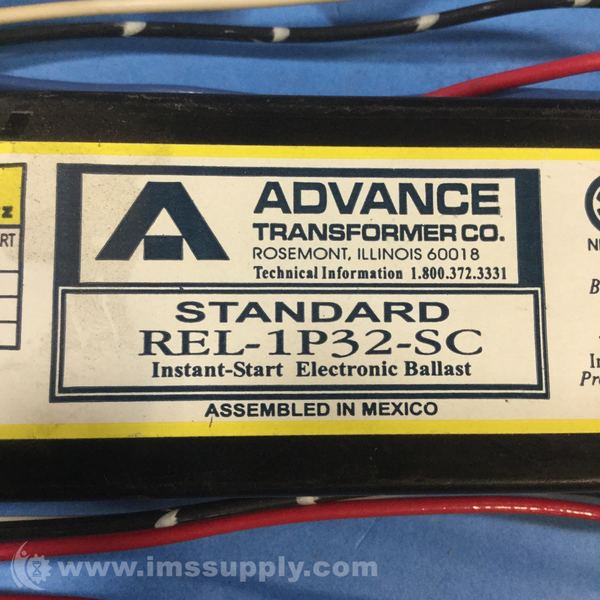 z
RT
ADVANCE
TRANSFORMER CO.
ROSEMONT, ILLINOIS 60018
Technical Information 1.800.372.3331
STANDARD
REL-1P32-SC
Instant-Start Electronic Ballast
ASSEMBLED IN MEXICO
www.imssupply.com